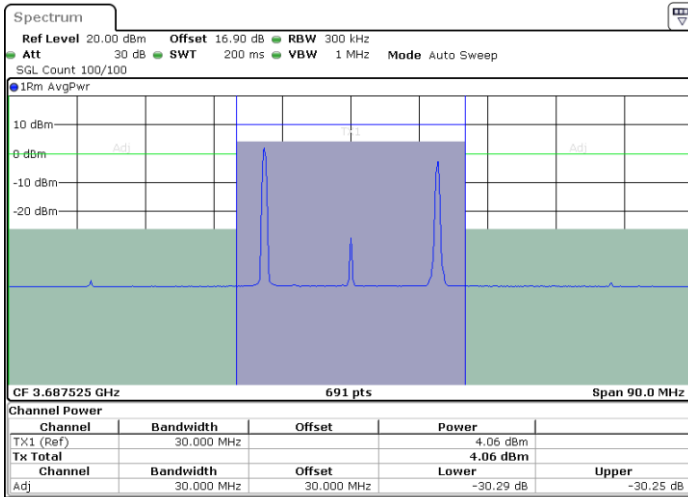 Spectrum
Ref Level 20.00 dBm Offset 16.90 dB RBW 300 kHz
Att 30 dB SWT 200 ms VBW 1 MHz Mode Auto Sweep
SGL Count 100/100
1Rm AvgPwr
10 dBm
TX1
Adj Adj
0 dBm
-10 dBm
-20 dBm
CF 3.687525 GHz 691 pts Span 90.0 MHz
Channel Power
Channel Bandwidth Offset Power
TX1 (Ref) 30.000 MHz 4.06 dBm
Tx Total 4.06 dBm
Channel Bandwidth Offset Lower Upper
Adj 30.000 MHz 30.000 MHz -30.29 dB -30.25 dB